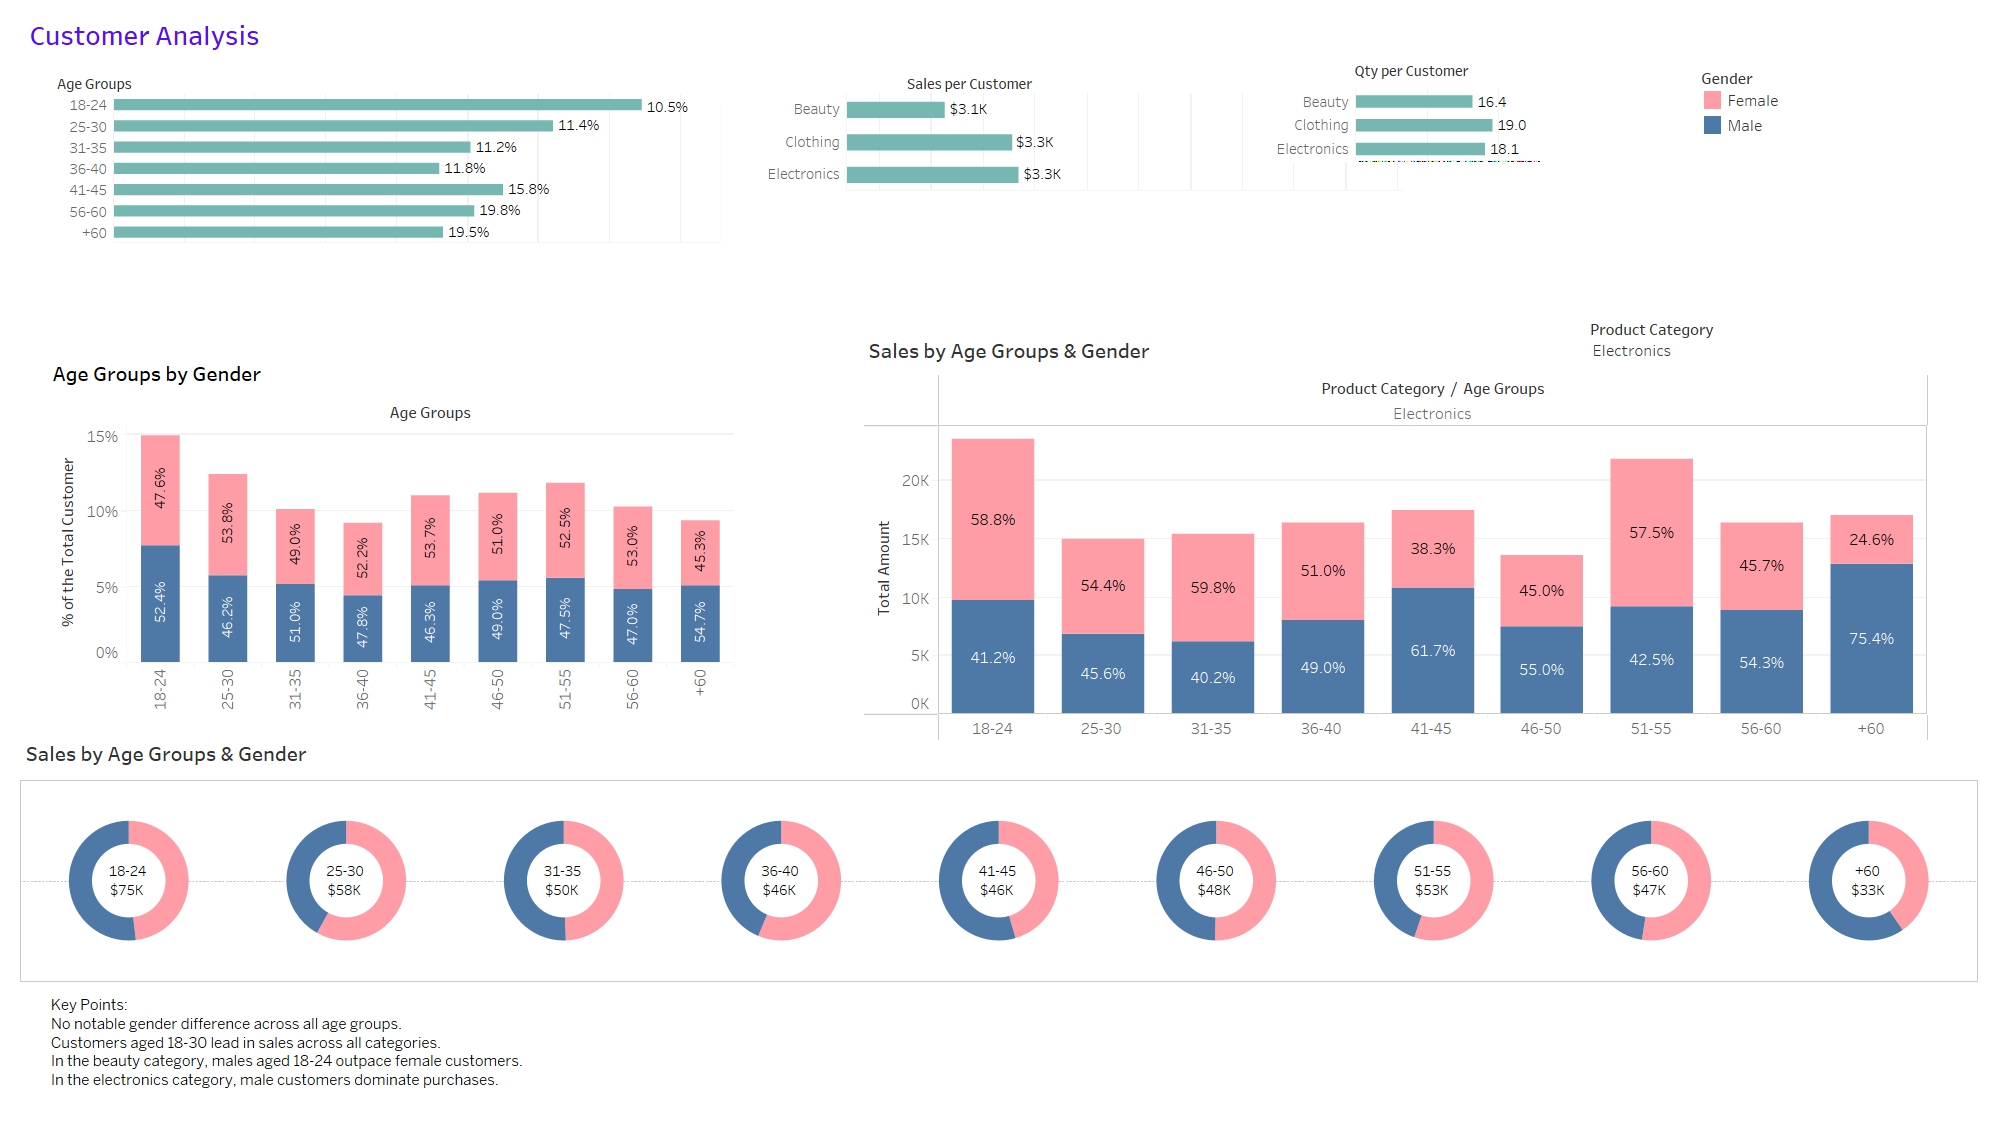 Customer Analysis
Age Groups
18-24 10.5%
25-30 11.4%
31-35 11.2%
36-40 11.8%
41-45 15.8%
56-60 19.8%
+60 19.5%
Sales per Customer
Beauty $3.1K
Clothing $3.3K
Electronics $3.3K
Qty per Customer
Beauty 16.4
Clothing 19.0
Electronics 18.1
Gender
Female
Male
Age Groups by Gender
Age Groups
% of the Total Customer
15%
10%
5%
0%
47.6% 53.8% 49.0% 52.2% 53.7% 51.0% 52.5% 53.0% 45.3%
52.4% 46.2% 51.0% 47.8% 46.3% 49.0% 47.5% 47.0% 54.7%
18-24 25-30 31-35 36-40 41-45 46-50 51-55 56-60 +60
Sales by Age Groups & Gender
Product Category
Electronics
Product Category / Age Groups
Electronics
Total Amount
20K
15K
10K
5K
0K
58.8% 54.4% 59.8% 51.0% 38.3% 45.0% 57.5% 45.7% 24.6%
41.2% 45.6% 40.2% 49.0% 61.7% 55.0% 42.5% 54.3% 75.4%
18-24 25-30 31-35 36-40 41-45 46-50 51-55 56-60 +60
Sales by Age Groups & Gender
18-24 25-30 31-35 36-40 41-45 46-50 51-55 56-60 +60
$75K $58K $50K $46K $46K $48K $53K $47K $33K
Key Points:
No notable gender difference across all age groups.
Customers aged 18-30 lead in sales across all categories.
In the beauty category, males aged 18-24 outpace female customers.
In the electronics category, male customers dominate purchases.